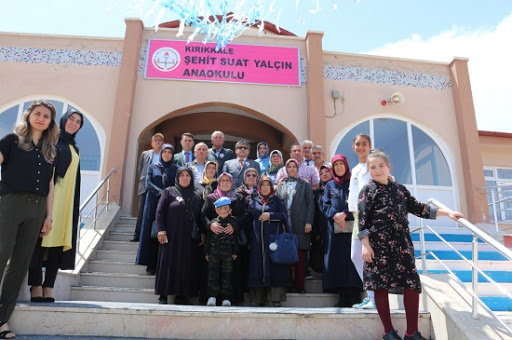 KIRIKKALE
ŞEHİT SUAT YALÇIN
ANAOKULU